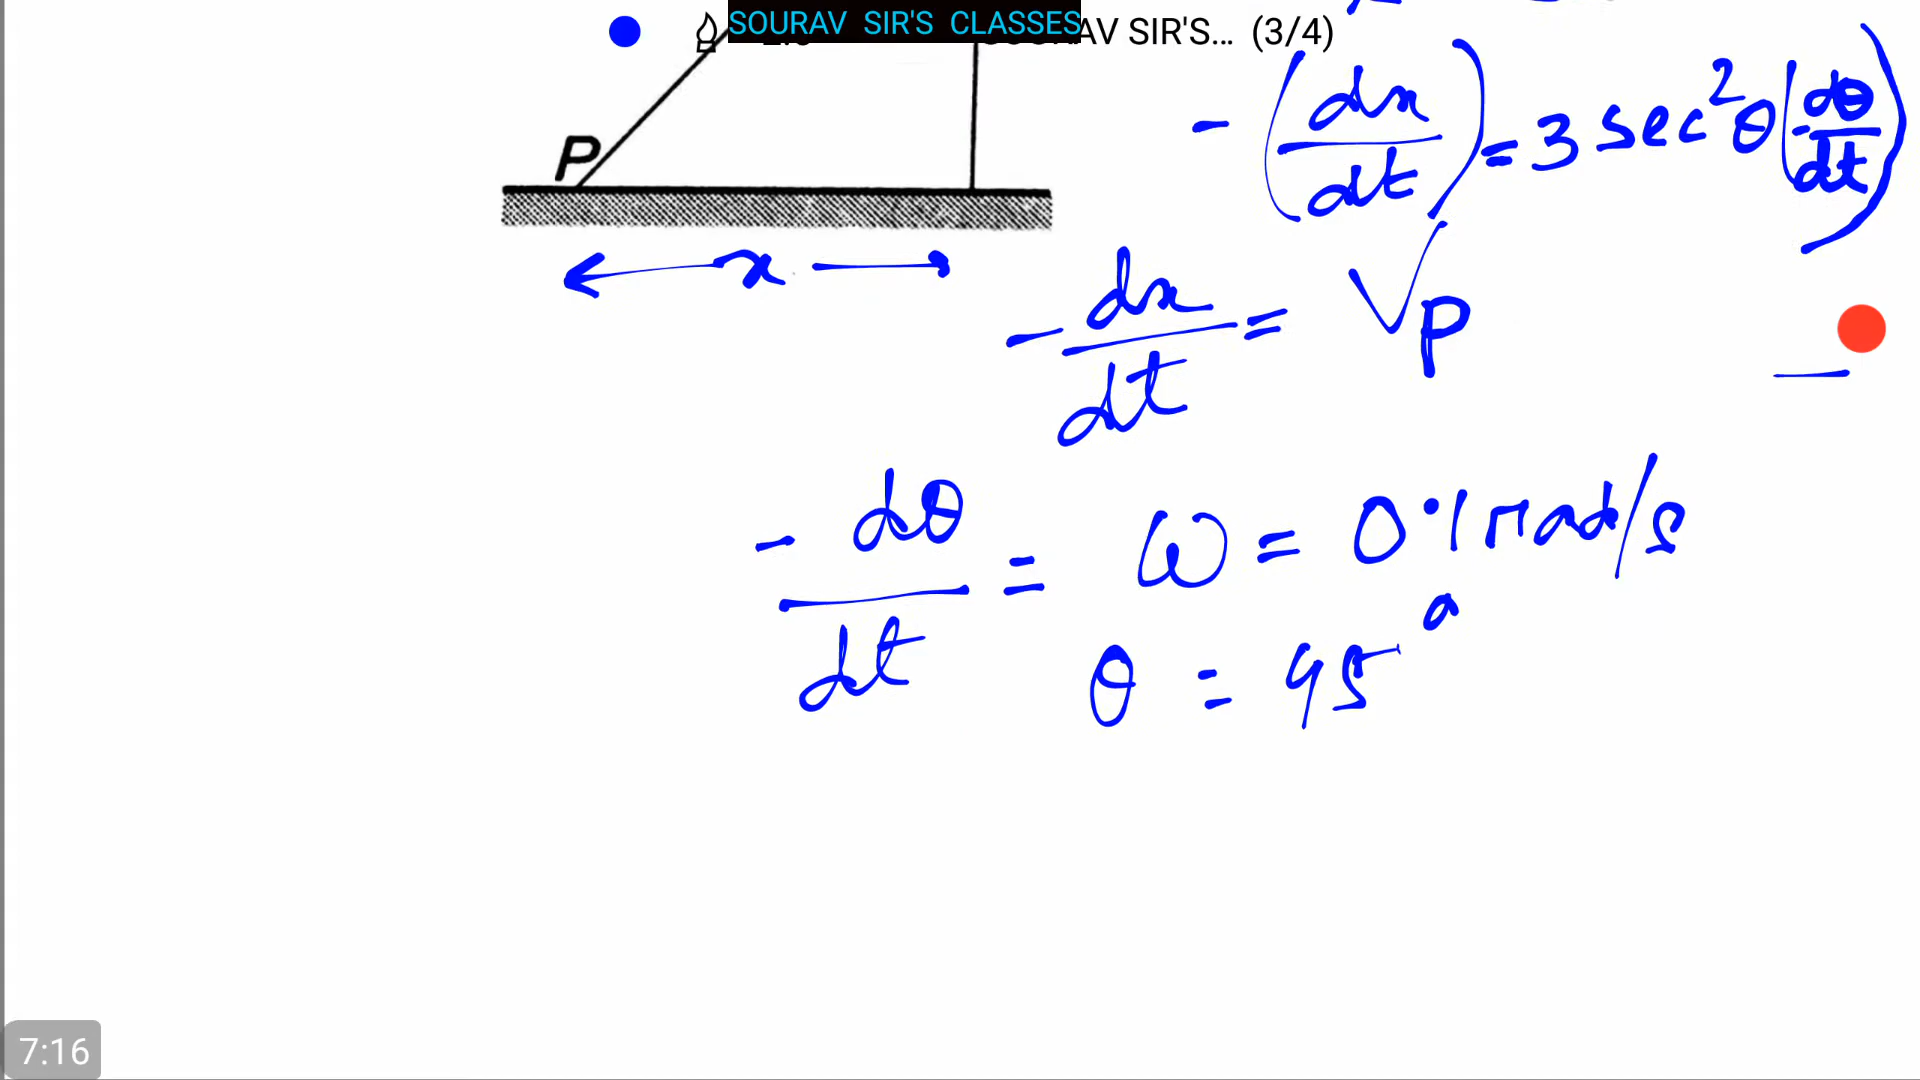 SOURAV SIR'S CLASSES AV SIR'S... (3/4)
- (dx/dt) = 3 sec²θ (-dθ/dt)
P
x
- dx/dt = Vp
- dθ/dt = ω = 0.1 rad/s
θ = 45°
7:16